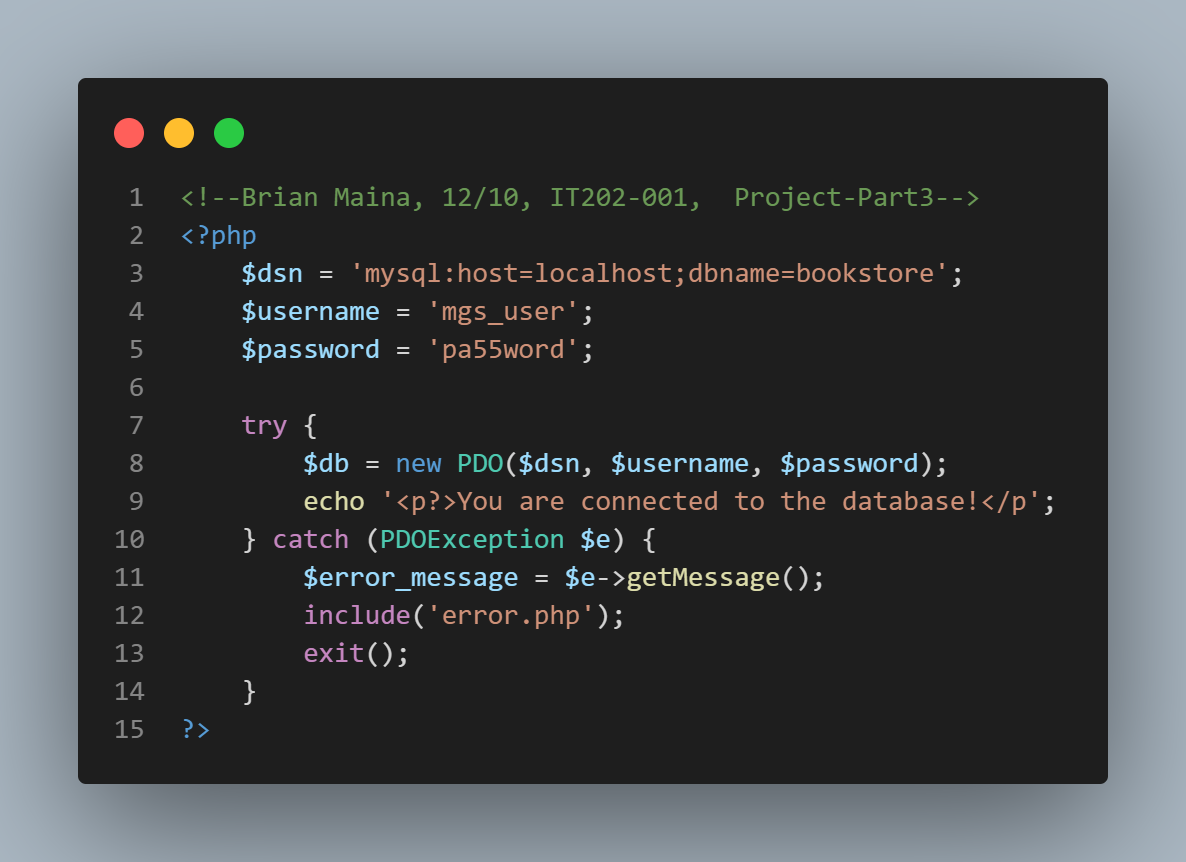 1 <!--Brian Maina, 12/10, IT202-001,  Project-Part3-->
2 <?php
3     $dsn = 'mysql:host=localhost;dbname=bookstore';
4     $username = 'mgs_user';
5     $password = 'pa55word';
6
7     try {
8         $db = new PDO($dsn, $username, $password);
9         echo '<p?>You are connected to the database!</p';
10     } catch (PDOException $e) {
11         $error_message = $e->getMessage();
12         include('error.php');
13         exit();
14     }
15 ?>